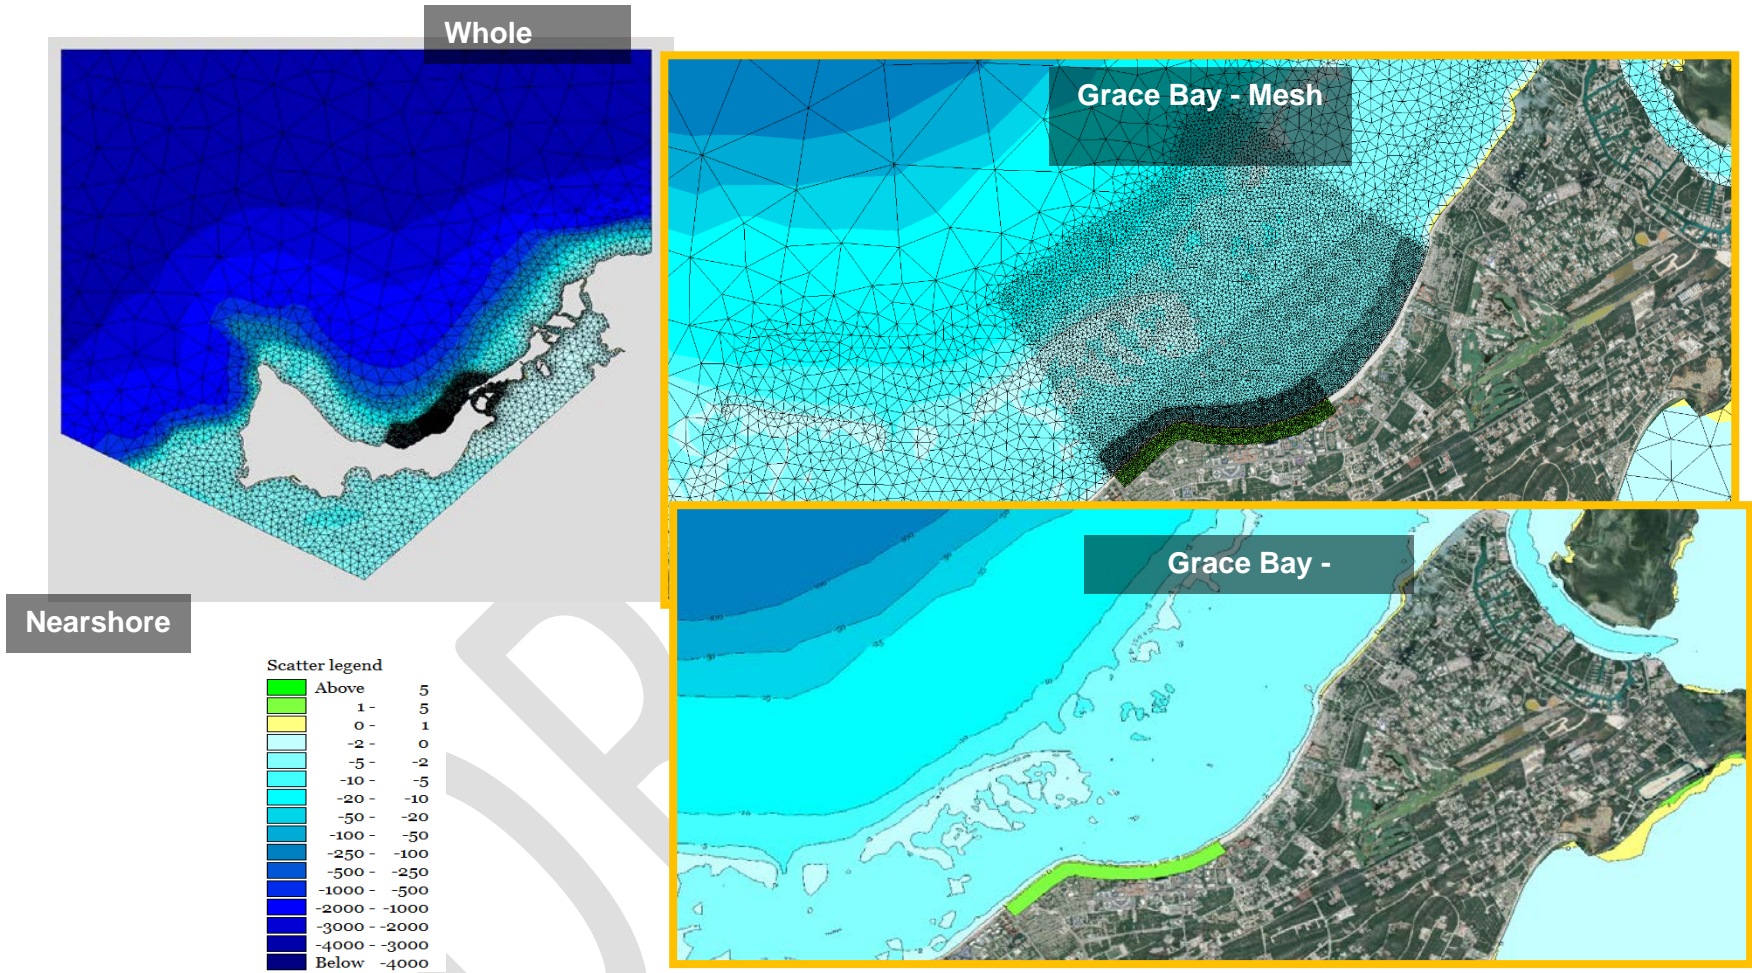 Whole
Grace Bay - Mesh
Grace Bay -
Nearshore
Scatter legend
Above 5
1 - 5
0 - 1
-2 - 0
-5 - -2
-10 - -5
-20 - -10
-50 - -20
-100 - -50
-250 - -100
-500 - -250
-1000 - -500
-2000 - -1000
-3000 - -2000
-4000 - -3000
Below -4000